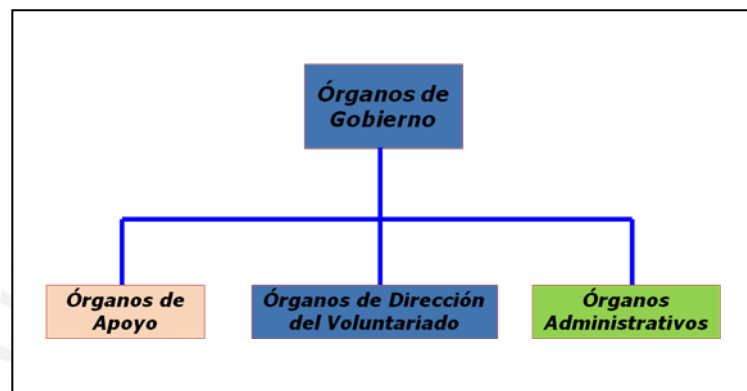 Órganos de
Gobierno
Órganos de
Apoyo
Órganos de Dirección
del Voluntariado
Órganos
Administrativos